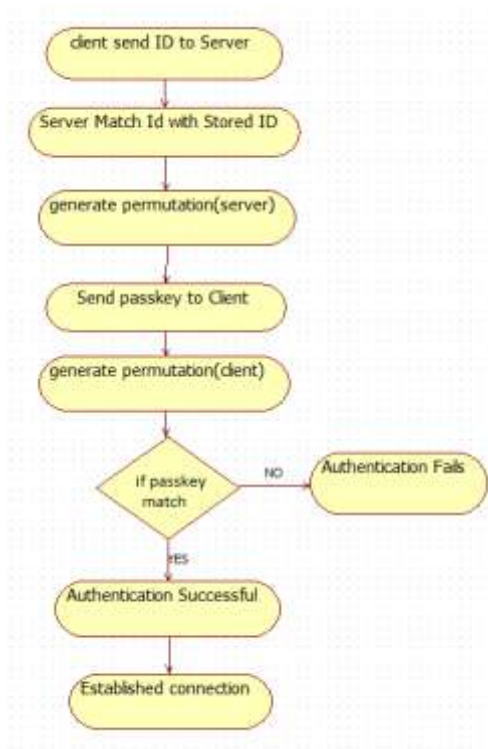 client send ID to Server
Server Match Id with Stored ID
generate permutation(server)
Send passkey to Client
generate permutation(client)
if passkey
match
NO
Authentication Fails
YES
Authentication Successful
Established connection